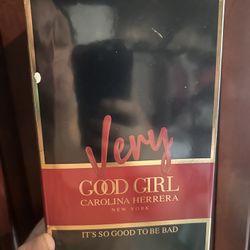 Very
GOOD GIRL
CAROLINA HERRERA
NEW YORK
IT'S SO GOOD TO BE BAD